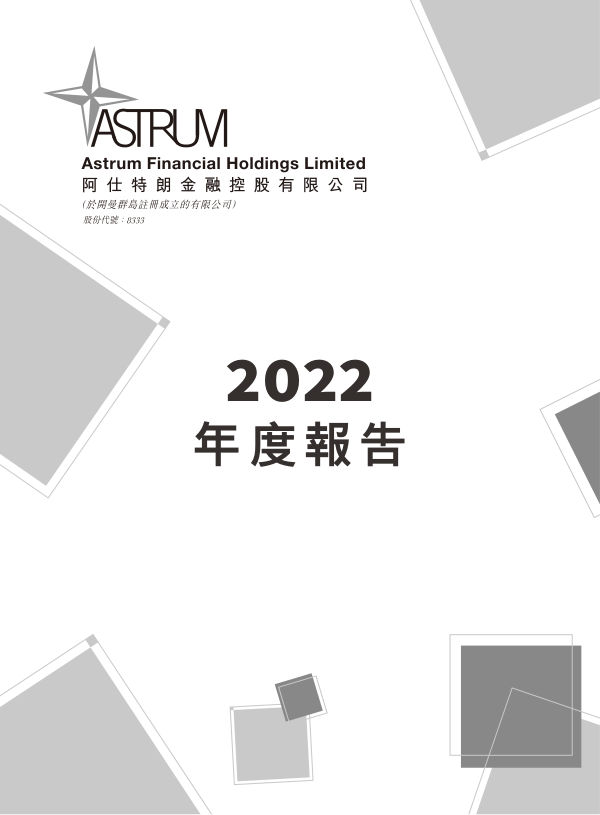 ASTRUM
Astrum Financial Holdings Limited
阿仕特朗金融控股有限公司
(於開曼群島註冊成立的有限公司)
股份代號：8333
2022
年度報告